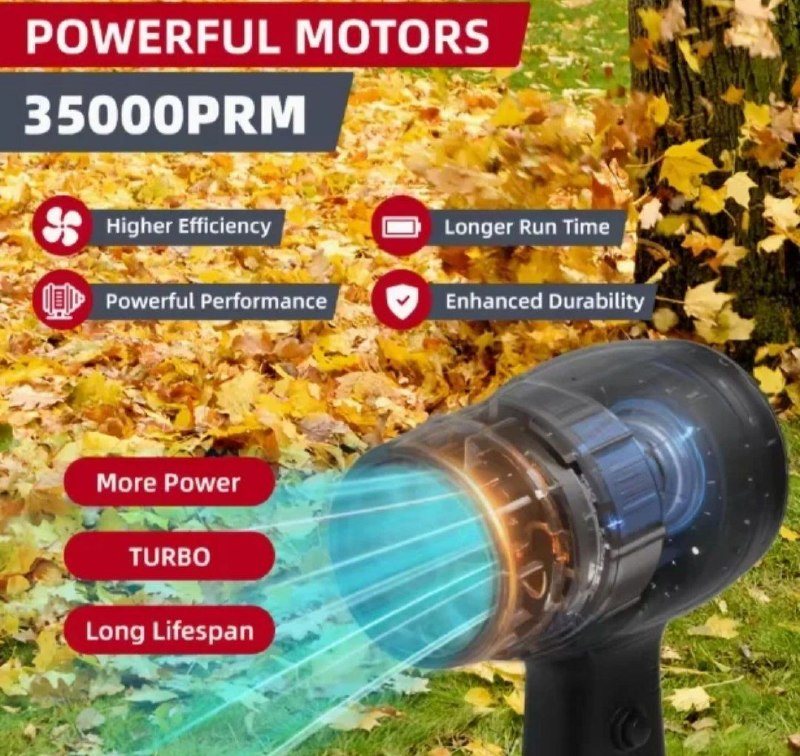 POWERFUL MOTORS
35000PRM
Higher Efficiency
Longer Run Time
Powerful Performance
Enhanced Durability
More Power
TURBO
Long Lifespan